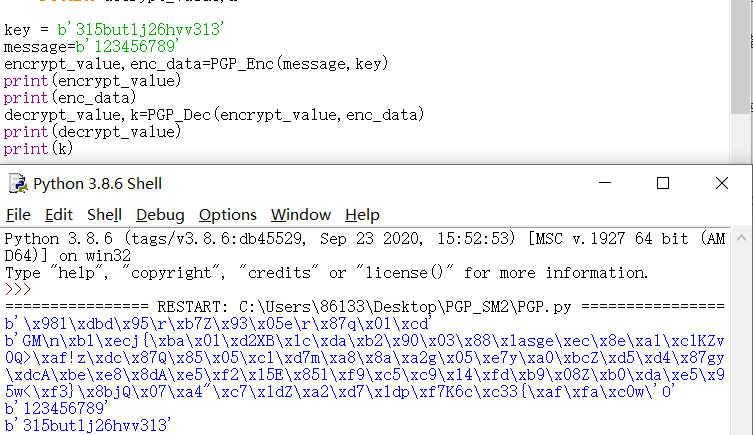 key = b'315but1j26hvv313'
message=b'123456789'
encrypt_value,enc_data=PGP_Enc(message,key)
print(encrypt_value)
print(enc_data)
decrypt_value,k=PGP_Dec(encrypt_value,enc_data)
print(decrypt_value)
print(k)
Python 3.8.6 Shell
File Edit Shell Debug Options Window Help
Python 3.8.6 (tags/v3.8.6:db45529, Sep 23 2020, 15:52:53) [MSC v.1927 64 bit (AM
D64)] on win32
Type "help", "copyright", "credits" or "license()" for more information.
>>>
================ RESTART: C:\Users\86133\Desktop\PGP_SM2\PGP.py ================
b'\x981\xdbd\x95\r\xb7Z\x93\x05e\r\x87q\x01\xcd'
b'GM\n\xb1\xecj{\xba\x01\xd2XB\x1c\xda\xb2\x90\x03\x88\x1asge\xec\x8e\xa1\xc1KZv
0Q>\xaf!z\xdc\x87Q\x85\x05\xc1\xd7m\xa8\x8a\xa2g\x05\xe7y\xa0\xbcZ\xd5\xd4\x87gy
\xdcA\xbe\xe8\x8dA\xe5\xf2\x15E\x851\xf9\xc5\xc9\x14\xfd\xb9\x08Z\xb0\xda\xe5\x9
5w<\xf3}\x8bjQ\x07\xa4"\xc7\x1dZ\xa2\xd7\x1dp\xf7K6c\xc33{\xaf\xfa\xc0w\'O'
b'123456789'
b'315but1j26hvv313'